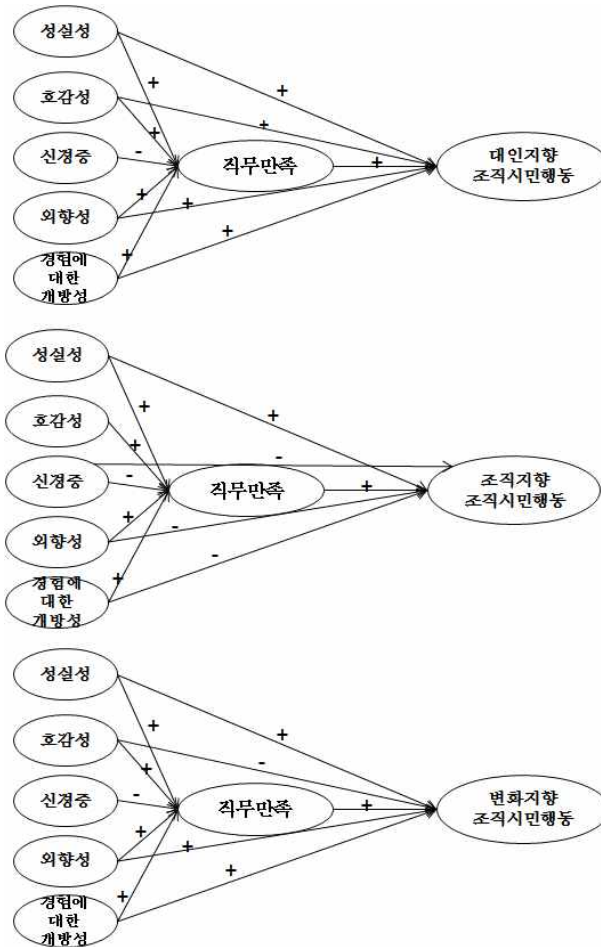 성실성
+
+
호감성
+
+
신경증
-
직무만족
+
대인지향
조직시민행동
외향성
+
+
+
경험에
대한
개방성
+
성실성
+
+
호감성
+
-
신경증
-
직무만족
+
조직지향
조직시민행동
외향성
+
-
-
경험에
대한
개방성
+
성실성
+
+
호감성
+
-
신경증
-
직무만족
+
변화지향
조직시민행동
외향성
+
+
+
경험에
대한
개방성
+